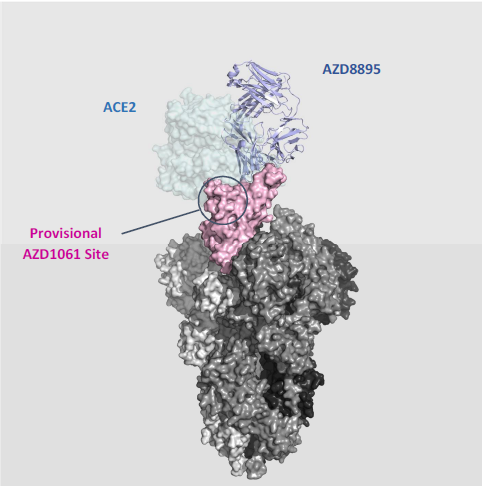 AZD8895
ACE2
Provisional
AZD1061 Site